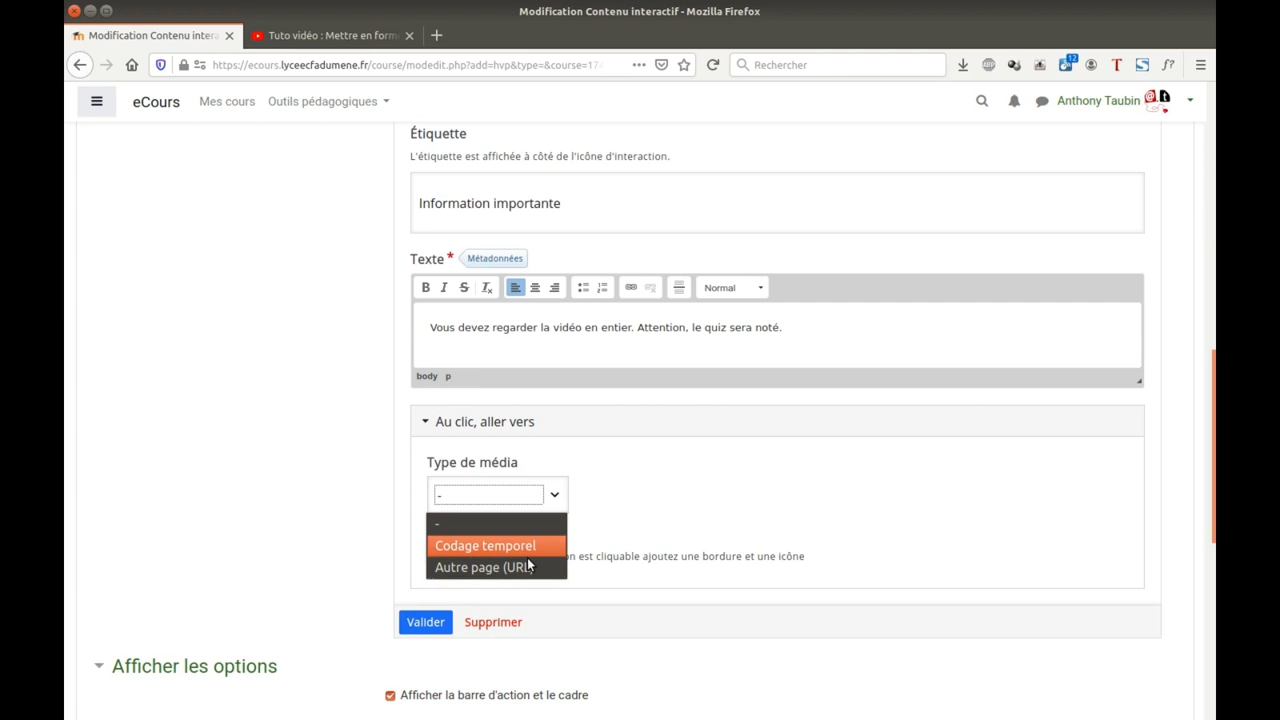 Modification Contenu interactif - Mozilla Firefox
Modification Contenu intera
Tuto vidéo : Mettre en form
https://ecours.lyceecfadumene.fr/course/modedit.php?add=hvp&type=&course=17
Rechercher
12
eCours Mes cours Outils pédagogiques
Anthony Taubin
Étiquette
L'étiquette est affichée à côté de l'icône d'interaction.
Information importante
Texte * Métadonnées
Normal
Vous devez regarder la vidéo en entier. Attention, le quiz sera noté.
body p
Au clic, aller vers
Type de média
-
-
Codage temporel
est cliquable ajoutez une bordure et une icône
Autre page (URL)
Valider Supprimer
Afficher les options
Afficher la barre d'action et le cadre